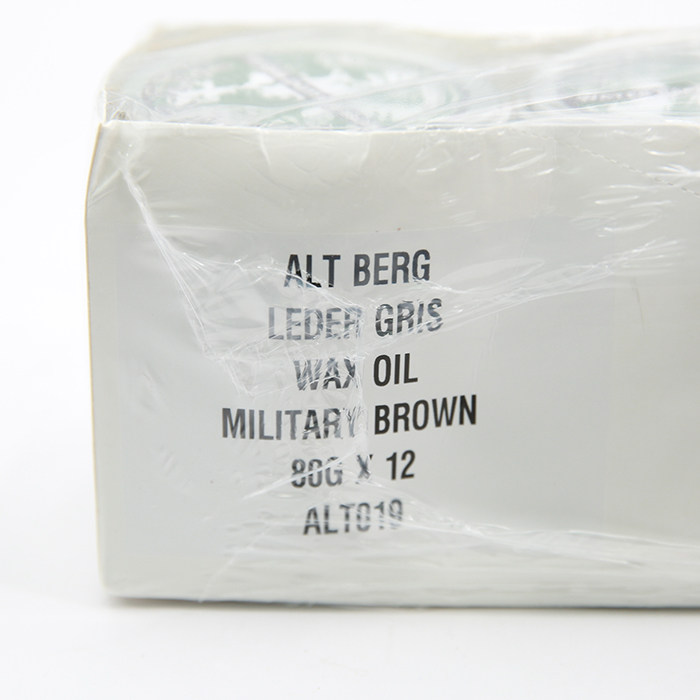 ALT BERG
LEDER GRIS
WAX OIL
MILITARY BROWN
80G X 12
ALT019